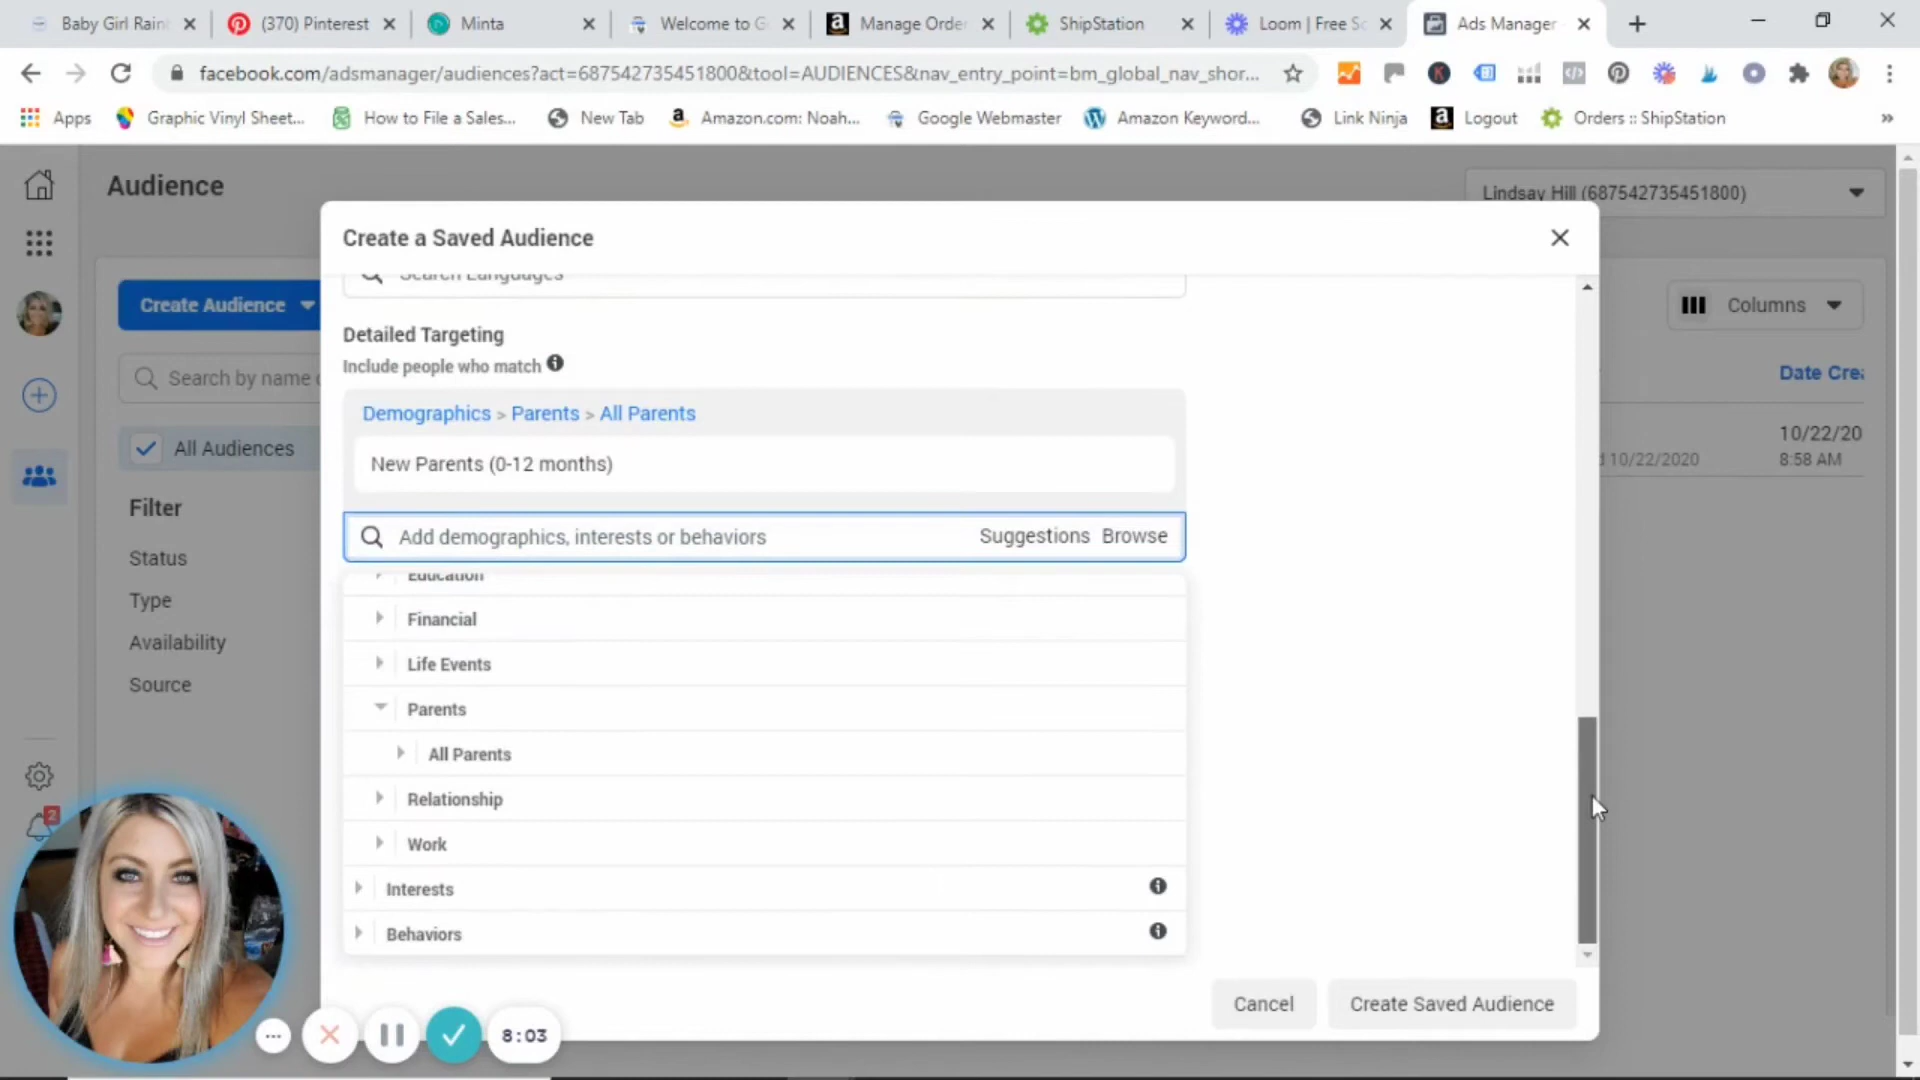 Baby Girl Rain
(370) Pinterest
Minta
Welcome to G
Manage Order
ShipStation
Loom | Free Sc
Ads Manager
facebook.com/adsmanager/audiences?act=687542735451800&tool=AUDIENCES&nav_entry_point=bm_global_nav_shor...
Apps
Graphic Vinyl Sheet...
How to File a Sales...
New Tab
Amazon.com: Noah...
Google Webmaster
Amazon Keyword...
Link Ninja
Logout
Orders :: ShipStation
»
Audience
Lindsay Hill (687542735451800)
Create a Saved Audience
Create Audience
Columns
Search Languages
Detailed Targeting
Include people who match
Search by name
Date Crea
Demographics > Parents > All Parents
All Audiences
10/22/20
10/22/2020
8:58 AM
New Parents (0-12 months)
Filter
Add demographics, interests or behaviors
Suggestions
Browse
Status
Education
Type
Financial
Availability
Life Events
Source
Parents
All Parents
Relationship
2
Work
Interests
Behaviors
Cancel
Create Saved Audience
8:03